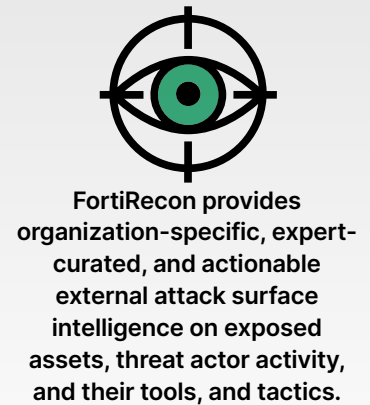 FortiRecon provides
organization-specific, expert-
curated, and actionable
external attack surface
intelligence on exposed
assets, threat actor activity,
and their tools, and tactics.